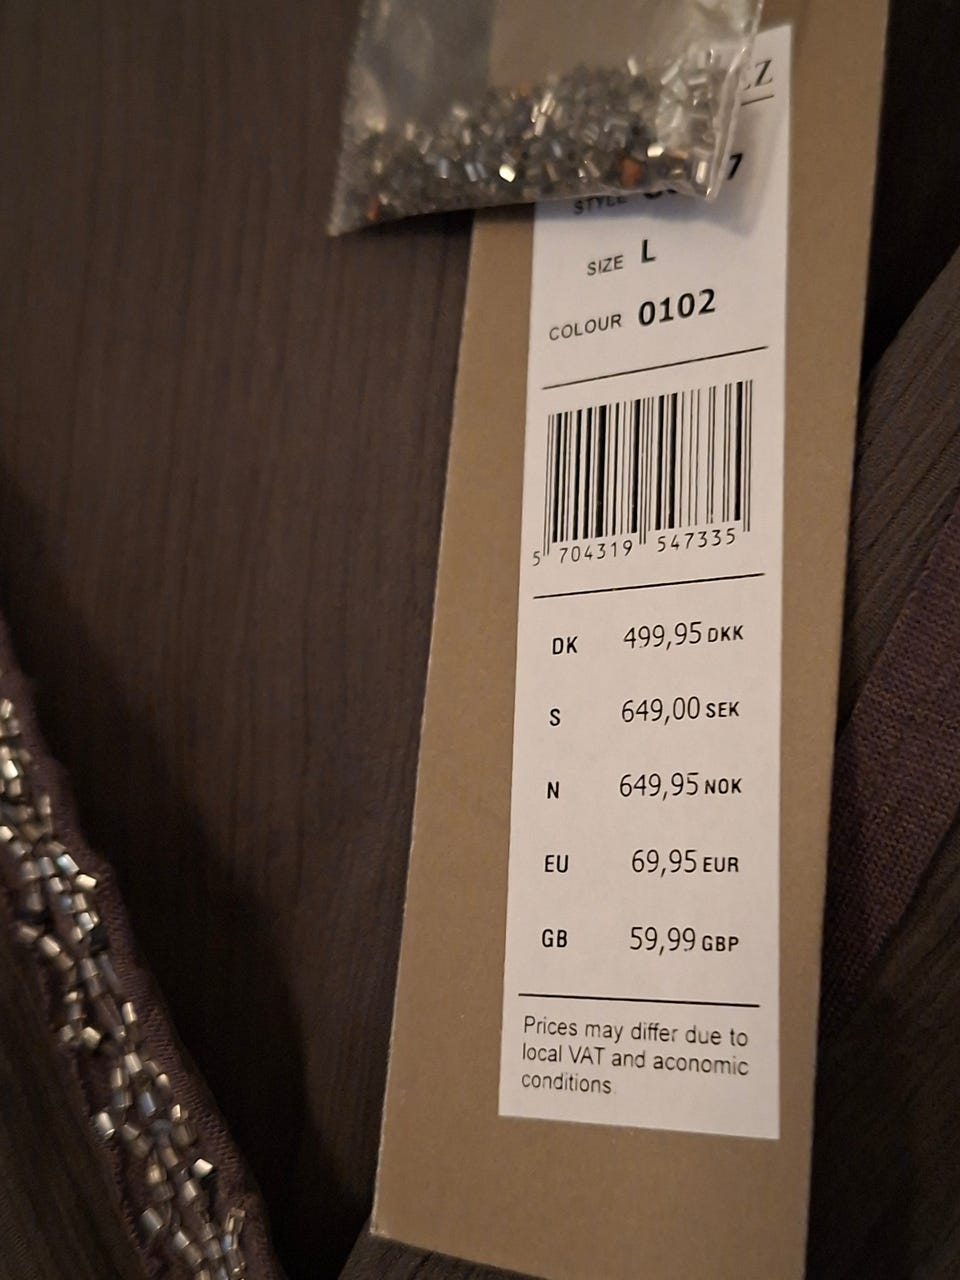 STYLE
SIZE L
COLOUR 0102
5 704319 547335
DK 499,95 DKK
S 649,00 SEK
N 649,95 NOK
EU 69,95 EUR
GB 59,99 GBP
Prices may differ due to
local VAT and aconomic
conditions.